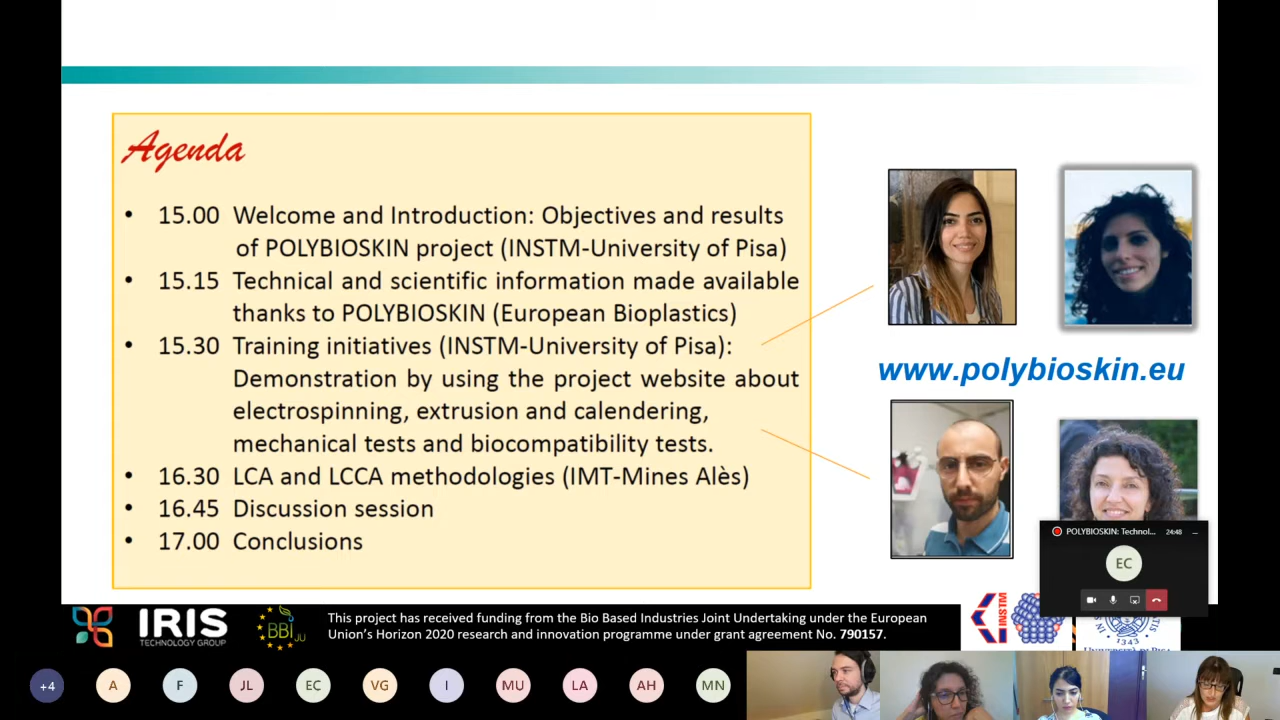 Agenda
• 15.00 Welcome and Introduction: Objectives and results
of POLYBIOSKIN project (INSTM-University of Pisa)
• 15.15 Technical and scientific information made available
thanks to POLYBIOSKIN (European Bioplastics)
• 15.30 Training initiatives (INSTM-University of Pisa):
Demonstration by using the project website about
electrospinning, extrusion and calendering,
mechanical tests and biocompatibility tests.
• 16.30 LCA and LCCA methodologies (IMT-Mines Alès)
• 16.45 Discussion session
• 17.00 Conclusions
www.polybioskin.eu
POLYBIOSKIN: Technol... 24:48
EC
IRIS
TECHNOLOGY GROUP
BBI JU
This project has received funding from the Bio Based Industries Joint Undertaking under the European
Union's Horizon 2020 research and innovation programme under grant agreement No. 790157.
INSTM
1343
+4 A F JL EC VG I MU LA AH MN